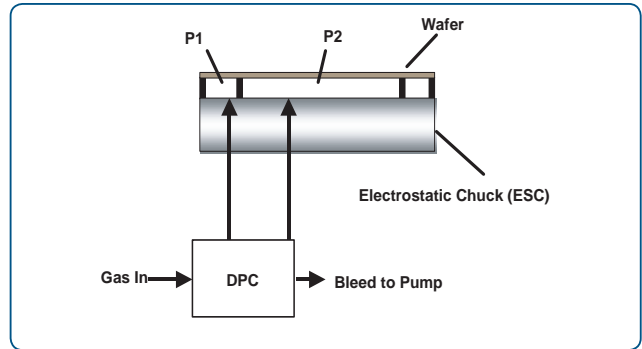 Wafer
P1
P2
Electrostatic Chuck (ESC)
Gas In
DPC
Bleed to Pump